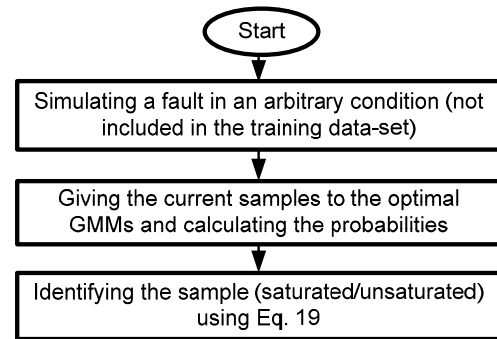 Start
Simulating a fault in an arbitrary condition (not
included in the training data-set)
Giving the current samples to the optimal
GMMs and calculating the probabilities
Identifying the sample (saturated/unsaturated)
using Eq. 19